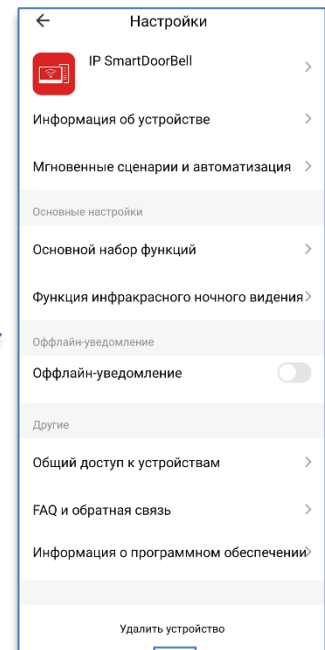 Настройки
IP SmartDoorBell
Информация об устройстве
Мгновенные сценарии и автоматизация
Основные настройки
Основной набор функций
Функция инфракрасного ночного видения
Оффлайн-уведомление
Оффлайн-уведомление
Другие
Общий доступ к устройствам
FAQ и обратная связь
Информация о программном обеспечении
Удалить устройство